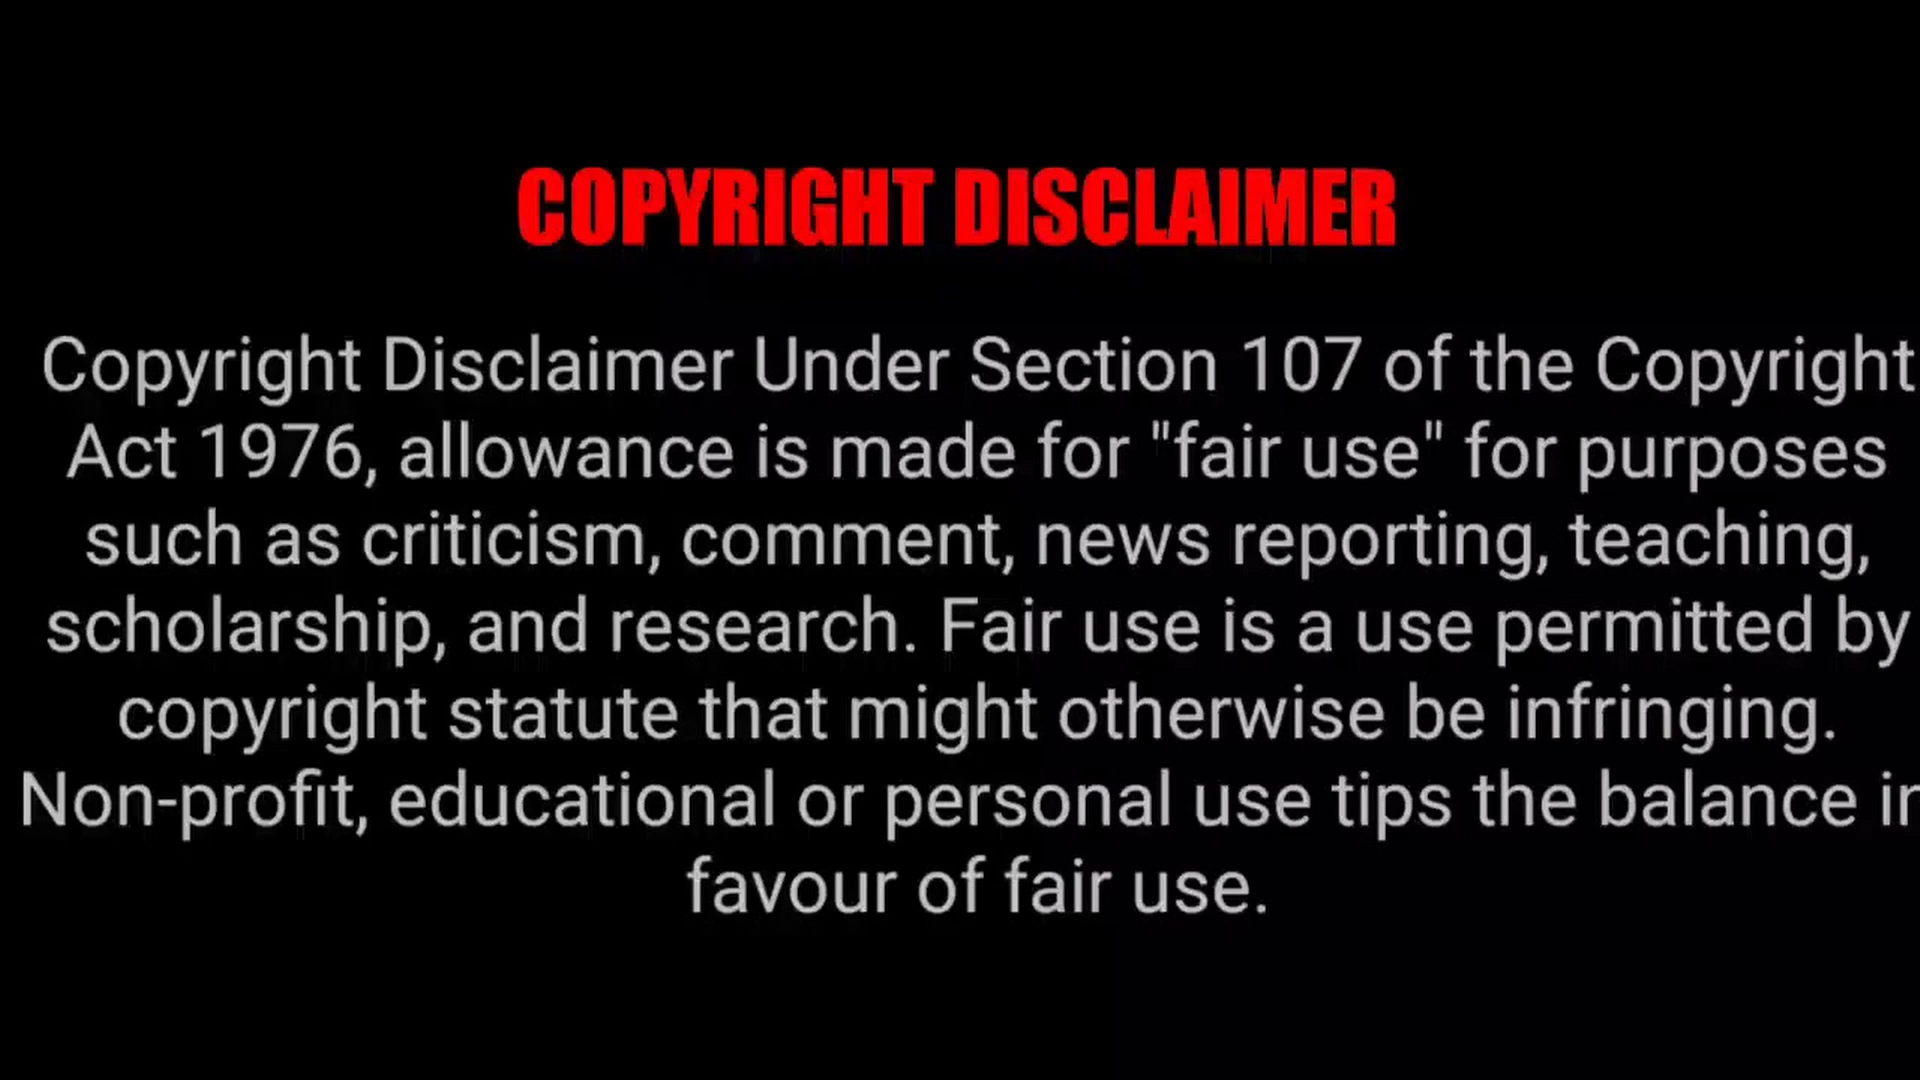 COPYRIGHT DISCLAIMER
Copyright Disclaimer Under Section 107 of the Copyright
Act 1976, allowance is made for "fair use" for purposes
such as criticism, comment, news reporting, teaching,
scholarship, and research. Fair use is a use permitted by
copyright statute that might otherwise be infringing.
Non-profit, educational or personal use tips the balance in
favour of fair use.